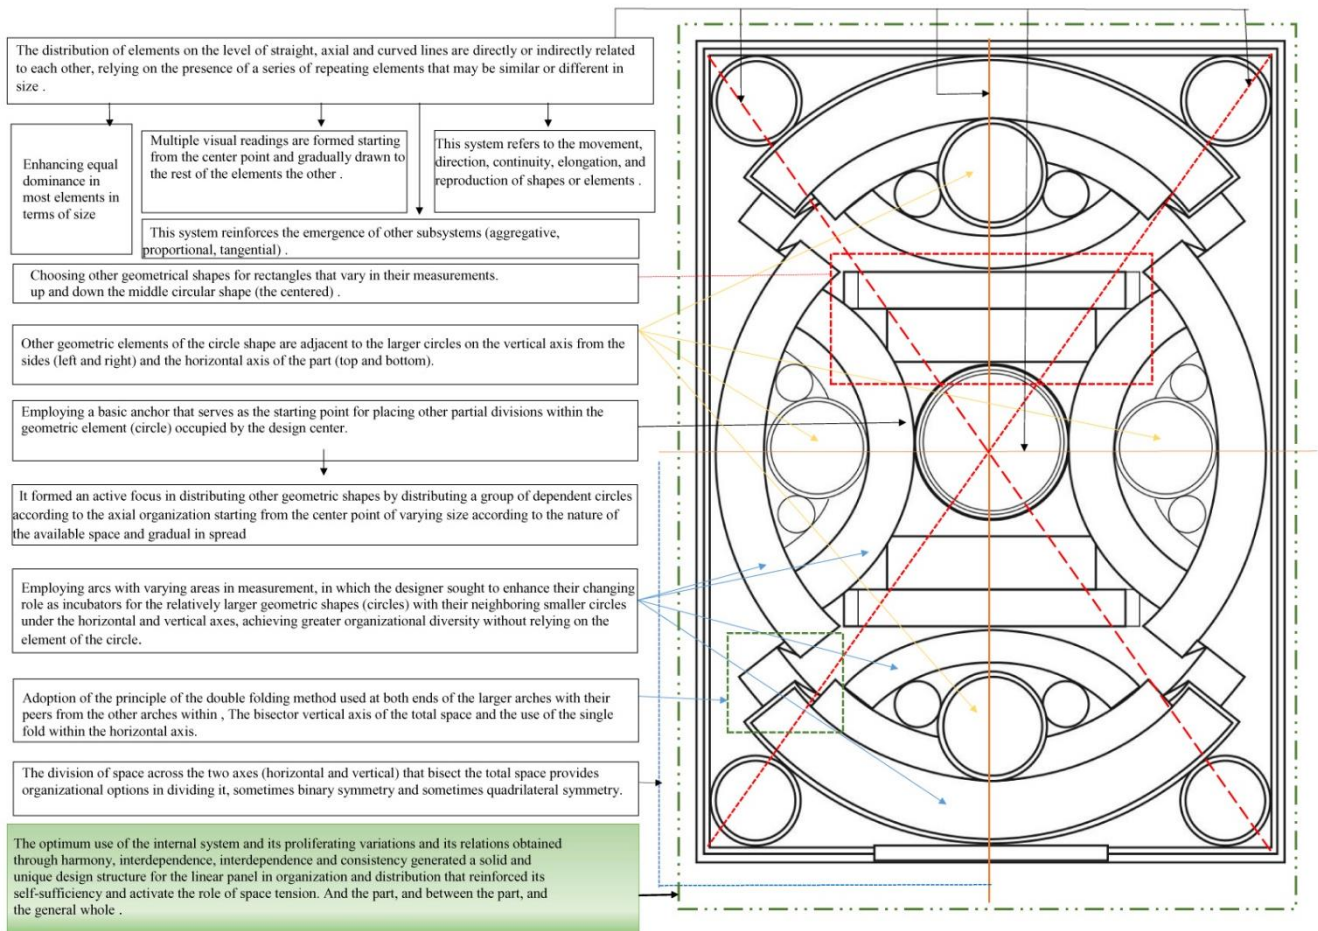 The distribution of elements on the level of straight, axial and curved lines are directly or indirectly related
to each other, relying on the presence of a series of repeating elements that may be similar or different in
size .
Enhancing equal
dominance in
most elements in
terms of size
Multiple visual readings are formed starting
from the center point and gradually drawn to
the rest of the elements the other .
This system refers to the movement,
direction, continuity, elongation, and
reproduction of shapes or elements .
This system reinforces the emergence of other subsystems (aggregative,
proportional, tangential) .
Choosing other geometrical shapes for rectangles that vary in their measurements.
up and down the middle circular shape (the centered) .
Other geometric elements of the circle shape are adjacent to the larger circles on the vertical axis from the
sides (left and right) and the horizontal axis of the part (top and bottom).
Employing a basic anchor that serves as the starting point for placing other partial divisions within the
geometric element (circle) occupied by the design center.
It formed an active focus in distributing other geometric shapes by distributing a group of dependent circles
according to the axial organization starting from the center point of varying size according to the nature of
the available space and gradual in spread
Employing arcs with varying areas in measurement, in which the designer sought to enhance their changing
role as incubators for the relatively larger geometric shapes (circles) with their neighboring smaller circles
under the horizontal and vertical axes, achieving greater organizational diversity without relying on the
element of the circle.
Adoption of the principle of the double folding method used at both ends of the larger arches with their
peers from the other arches within , The bisector vertical axis of the total space and the use of the single
fold within the horizontal axis.
The division of space across the two axes (horizontal and vertical) that bisect the total space provides
organizational options in dividing it, sometimes binary symmetry and sometimes quadrilateral symmetry.
The optimum use of the internal system and its proliferating variations and its relations obtained
through harmony, interdependence, interdependence and consistency generated a solid and
unique design structure for the linear panel in organization and distribution that reinforced its
self-sufficiency and activate the role of space tension. And the part, and between the part, and
the general whole .